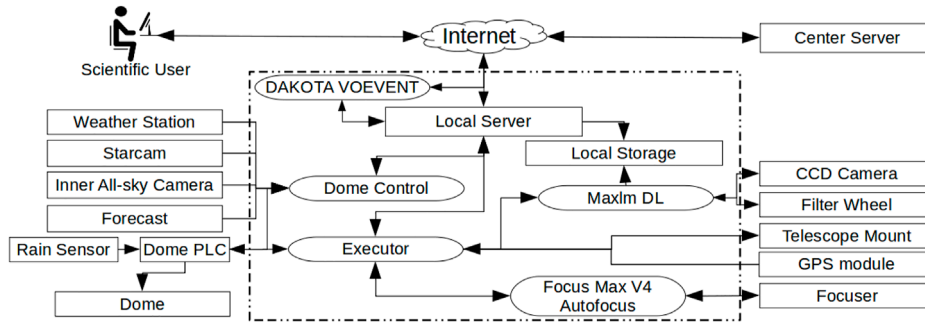 Internet
Scientific User
Center Server
DAKOTA VOEVENT
Weather Station
Local Server
Starcam
Local Storage
Inner All-sky Camera
Dome Control
MaxIm DL
CCD Camera
Forecast
Filter Wheel
Rain Sensor
Dome PLC
Executor
Telescope Mount
GPS module
Dome
Focus Max V4
Autofocus
Focuser